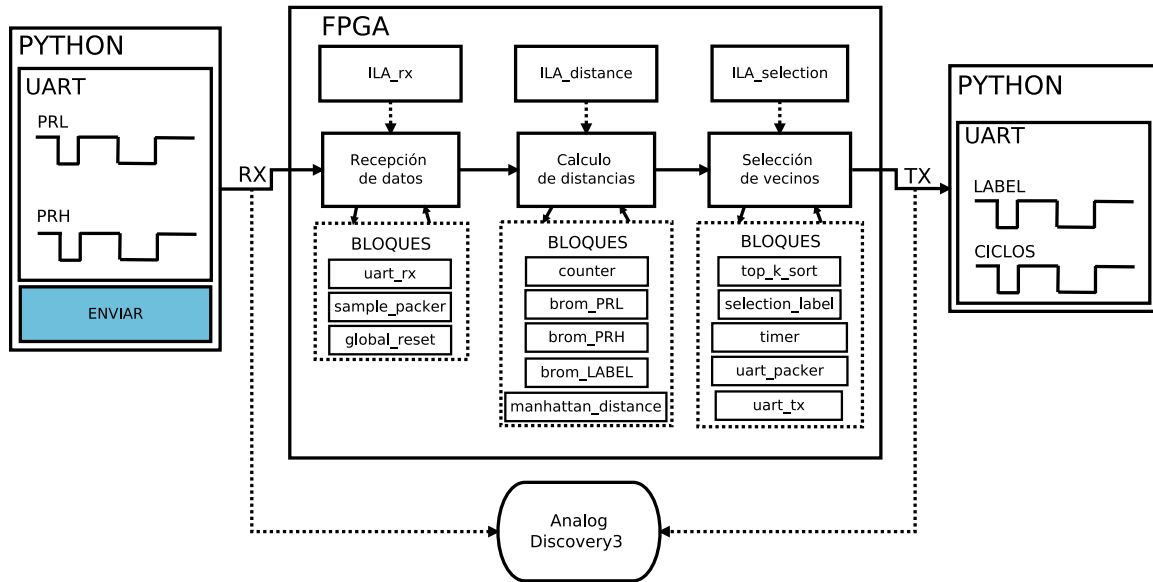 PYTHON
UART
PRL
PRH
ENVIAR
RX
FPGA
ILA_rx
ILA_distance
ILA_selection
Recepción
de datos
Calculo
de distancias
Selección
de vecinos
BLOQUES
uart_rx
sample_packer
global_reset
BLOQUES
counter
brom_PRL
brom_PRH
brom_LABEL
manhattan_distance
BLOQUES
top_k_sort
selection_label
timer
uart_packer
uart_tx
TX
PYTHON
UART
LABEL
CICLOS
Analog
Discovery3